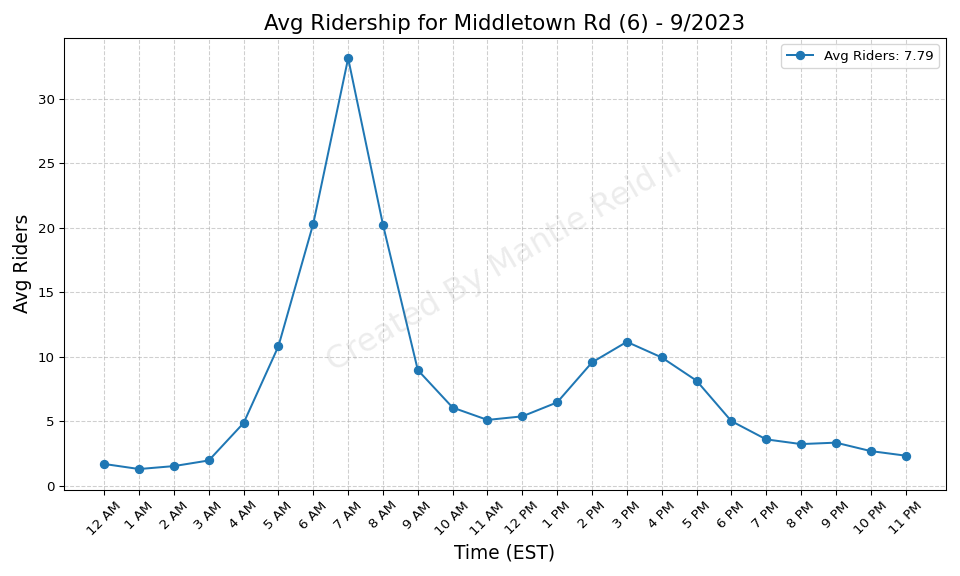 Avg Ridership for Middletown Rd (6) - 9/2023
Avg Riders: 7.79
Avg Riders
30
25
20
15
10
5
0
Created By Mantie Reid II
12 AM
1 AM
2 AM
3 AM
4 AM
5 AM
6 AM
7 AM
8 AM
9 AM
10 AM
11 AM
12 PM
1 PM
2 PM
3 PM
4 PM
5 PM
6 PM
7 PM
8 PM
9 PM
10 PM
11 PM
Time (EST)